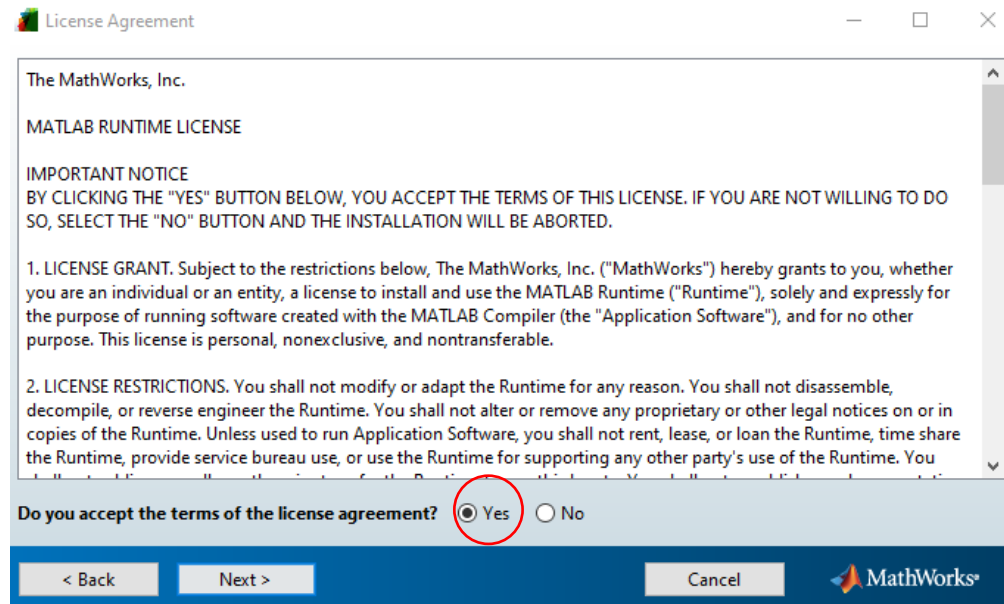 License Agreement
The MathWorks, Inc.
MATLAB RUNTIME LICENSE
IMPORTANT NOTICE
BY CLICKING THE "YES" BUTTON BELOW, YOU ACCEPT THE TERMS OF THIS LICENSE. IF YOU ARE NOT WILLING TO DO
SO, SELECT THE "NO" BUTTON AND THE INSTALLATION WILL BE ABORTED.
1. LICENSE GRANT. Subject to the restrictions below, The MathWorks, Inc. ("MathWorks") hereby grants to you, whether
you are an individual or an entity, a license to install and use the MATLAB Runtime ("Runtime"), solely and expressly for
the purpose of running software created with the MATLAB Compiler (the "Application Software"), and for no other
purpose. This license is personal, nonexclusive, and nontransferable.
2. LICENSE RESTRICTIONS. You shall not modify or adapt the Runtime for any reason. You shall not disassemble,
decompile, or reverse engineer the Runtime. You shall not alter or remove any proprietary or other legal notices on or in
copies of the Runtime. Unless used to run Application Software, you shall not rent, lease, or loan the Runtime, time share
the Runtime, provide service bureau use, or use the Runtime for supporting any other party's use of the Runtime. You
Do you accept the terms of the license agreement? Yes No
< Back Next > Cancel MathWorks®